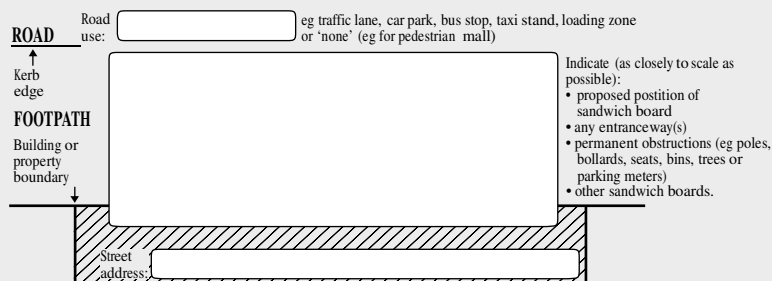 Road use:
eg traffic lane, car park, bus stop, taxi stand, loading zone
or ‘none’ (eg for pedestrian mall)
ROAD
Kerb
edge
FOOTPATH
Building or
property
boundary
Indicate (as closely to scale as
possible):
• proposed postition of
sandwich board
• any entranceway(s)
• permanent obstructions (eg poles,
bollards, seats, bins, trees or
parking meters)
• other sandwich boards.
Street
address: